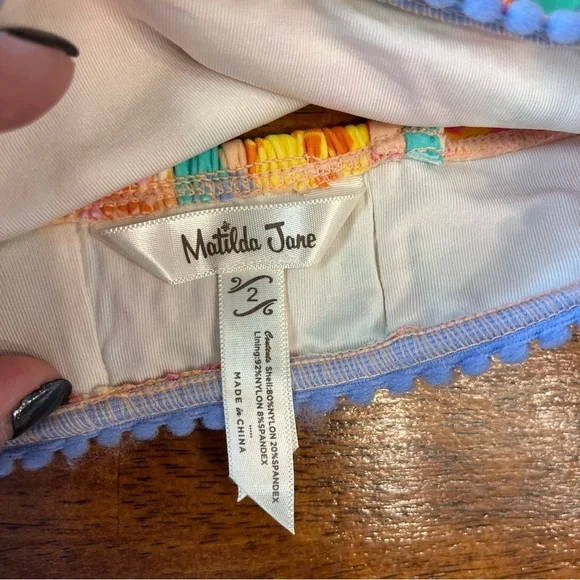 Matilda Jane
2
Contents Shell:80%NYLON 20%SPANDEX
Lining:92%NYLON 8%SPANDEX
MADE in CHINA